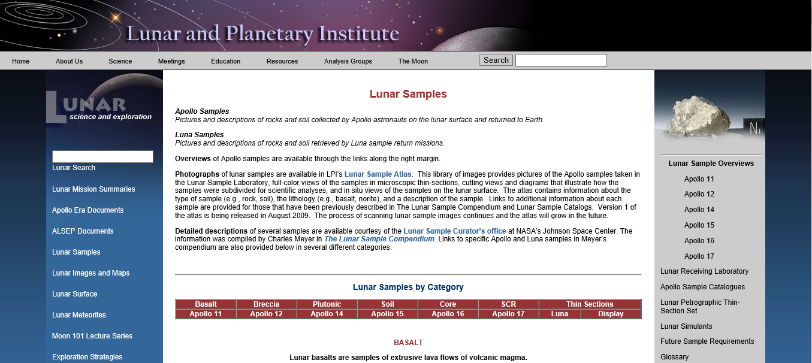 Lunar and Planetary Institute
Home About Us Science Meetings Education Resources Analysis Groups The Moon Search
LUNAR
science and exploration
Lunar Search
Lunar Mission Summaries
Apollo Era Documents
ALSEP Documents
Lunar Samples
Lunar Images and Maps
Lunar Surface
Lunar Meteorites
Moon 101 Lecture Series
Exploration Strategies
Lunar Samples
Apollo Samples
Pictures and descriptions of rocks and soil collected by Apollo astronauts on the lunar surface and returned to Earth.
Luna Samples
Pictures and descriptions of rocks and soil retrieved by Luna sample return missions.
Overviews of Apollo samples are available through the links along the right margin.
Photographs of lunar samples are available in LPI's Lunar Sample Atlas. This library of images provides pictures of the Apollo samples taken in
the Lunar Sample Laboratory, full-color views of the samples in microscopic thin-sections, cutting views and diagrams that illustrate how the
samples were subdivided for scientific analyses, and in situ views of the samples on the lunar surface. The atlas contains information about the
type of sample (e.g., rock, soil), the lithology (e.g., basalt, norite), and a description of the sample. Links to additional information about each
sample are provided for those that have been previously described in The Lunar Sample Compendium and Lunar Sample Catalogs. Version 1 of
the atlas is being released in August 2009. The process of scanning lunar sample images continues and the atlas will grow in the future.
Detailed descriptions of several samples are available courtesy of the Lunar Sample Curator's office at NASA's Johnson Space Center. The
information was compiled by Charles Meyer in The Lunar Sample Compendium. Links to specific Apollo and Luna samples in Meyer's
compendium are also provided below in several different categories.
Lunar Samples by Category
Basalt Breccia Plutonic Soil Core SCR Thin Sections
Apollo 11 Apollo 12 Apollo 14 Apollo 15 Apollo 16 Apollo 17 Luna Display
BASALT
Lunar basalts are samples of extrusive lava flows of volcanic magma.
Lunar Sample Overviews
Apollo 11
Apollo 12
Apollo 14
Apollo 15
Apollo 16
Apollo 17
Lunar Receiving Laboratory
Apollo Sample Catalogues
Lunar Petrographic Thin-
Section Set
Lunar Simulants
Future Sample Requirements
Glossary